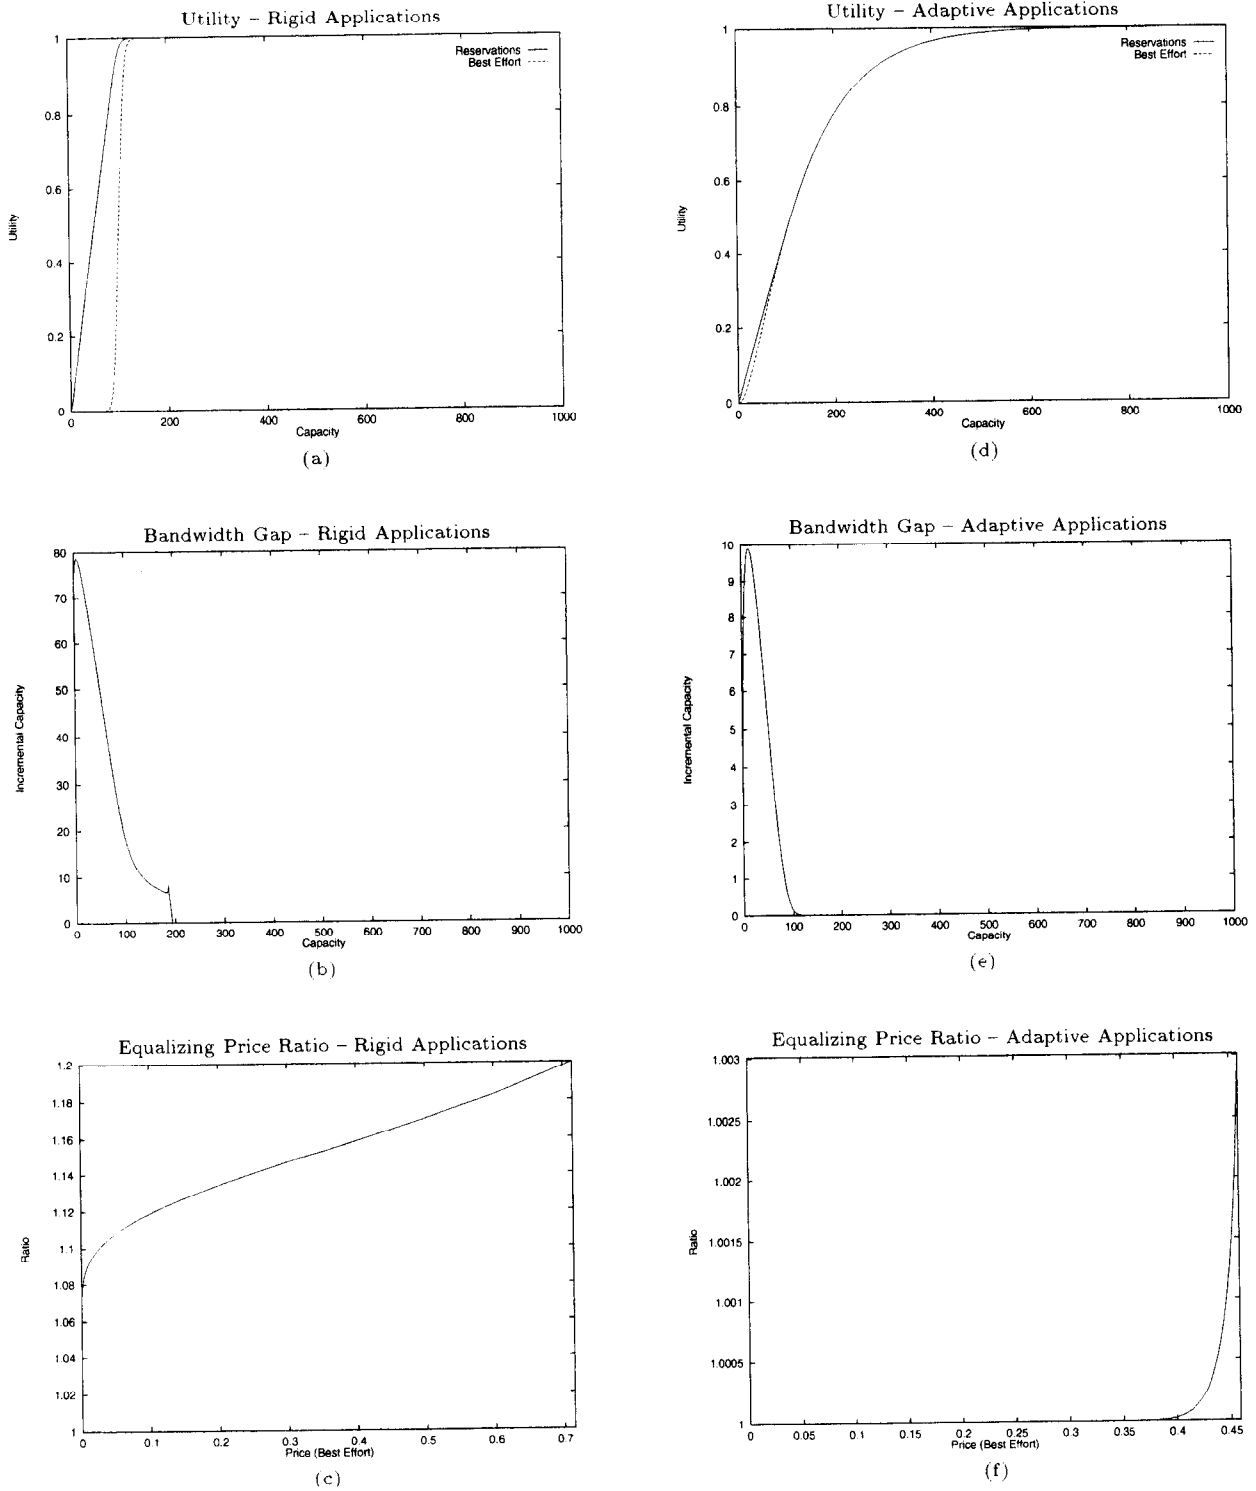 Utility – Rigid Applications
1
0.8
0.6
0.4
0.2
0
Utility
Reservations
Best Effort
0 200 400 600 800 1000
Capacity
(a)
Utility – Adaptive Applications
1
0.8
0.6
0.4
0.2
0
Utility
Reservations
Best Effort
0 200 400 600 800 1000
Capacity
(d)
Bandwidth Gap – Rigid Applications
80
70
60
50
40
30
20
10
0
Incremental Capacity
0 100 200 300 400 500 600 700 800 900 1000
Capacity
(b)
Bandwidth Gap – Adaptive Applications
10
9
8
7
6
5
4
3
2
1
0
Incremental Capacity
0 100 200 300 400 500 600 700 800 900 1000
Capacity
(e)
Equalizing Price Ratio – Rigid Applications
1.2
1.18
1.16
1.14
1.12
1.1
1.08
1.06
1.04
1.02
1
Ratio
0 0.1 0.2 0.3 0.4 0.5 0.6 0.7
Price (Best Effort)
(c)
Equalizing Price Ratio – Adaptive Applications
1.003
1.0025
1.002
1.0015
1.001
1.0005
1
Ratio
0 0.05 0.1 0.15 0.2 0.25 0.3 0.35 0.4 0.45
Price (Best Effort)
(f)